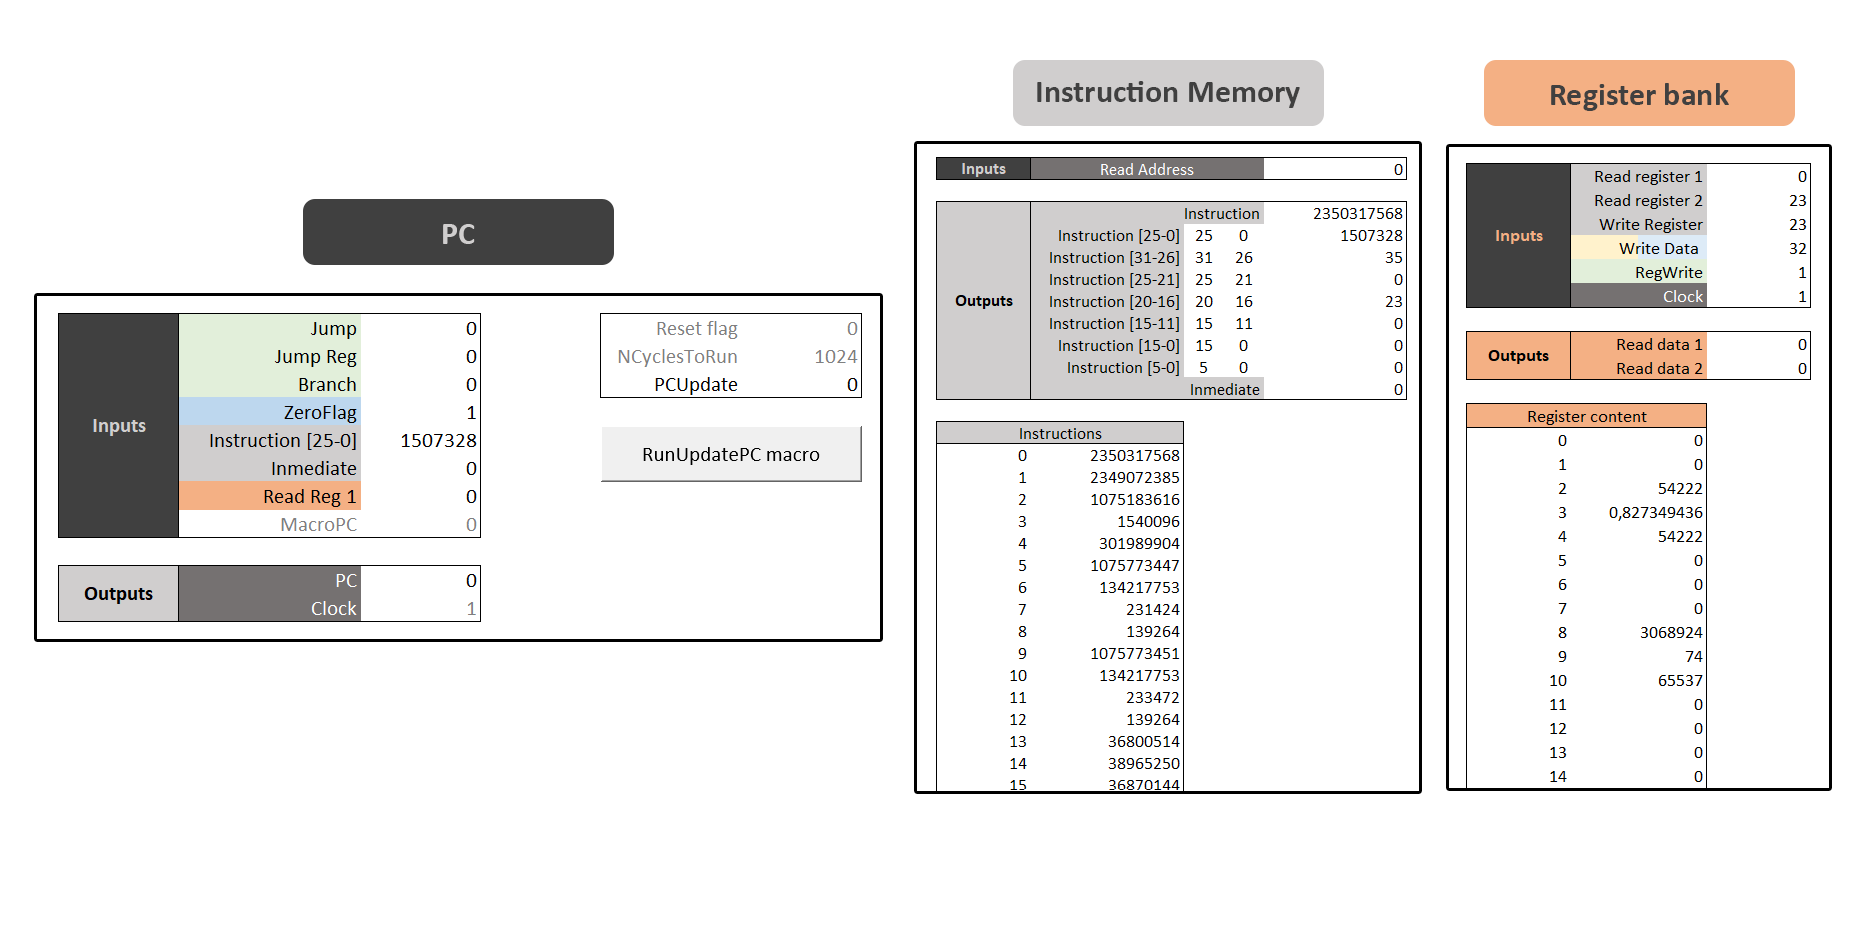 PC
Inputs
Jump 0
Jump Reg 0
Branch 0
ZeroFlag 1
Instruction [25-0] 1507328
Inmediate 0
Read Reg 1 0
MacroPC 0
Outputs
PC 0
Clock 1
Reset flag 0
NCyclesToRun 1024
PCUpdate 0
RunUpdatePC macro
Instruction Memory
Inputs Read Address 0
Outputs
Instruction 2350317568
Instruction [25-0] 25 0 1507328
Instruction [31-26] 31 26 35
Instruction [25-21] 25 21 0
Instruction [20-16] 20 16 23
Instruction [15-11] 15 11 0
Instruction [15-0] 15 0 0
Instruction [5-0] 5 0 0
Inmediate 0
Instructions
0 2350317568
1 2349072385
2 1075183616
3 1540096
4 301989904
5 1075773447
6 134217753
7 231424
8 139264
9 1075773451
10 134217753
11 233472
12 139264
13 36800514
14 38965250
15 36870144
Register bank
Inputs
Read register 1 0
Read register 2 23
Write Register 23
Write Data 32
RegWrite 1
Clock 1
Outputs
Read data 1 0
Read data 2 0
Register content
0 0
1 0
2 54222
3 0,827349436
4 54222
5 0
6 0
7 0
8 3068924
9 74
10 65537
11 0
12 0
13 0
14 0